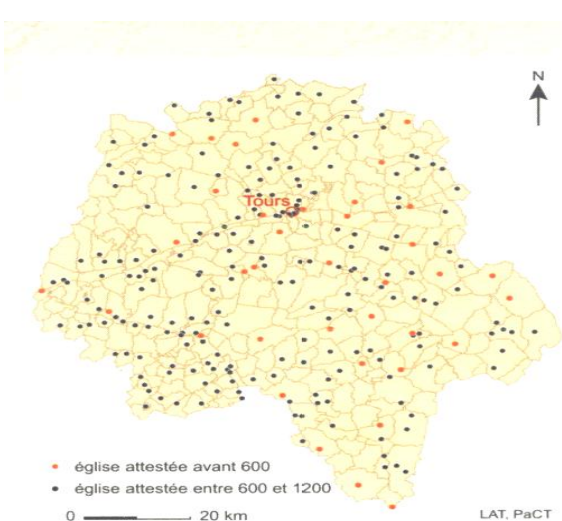 N
Tours
église attestée avant 600
église attestée entre 600 et 1200
0 20 km
LAT, PaCT